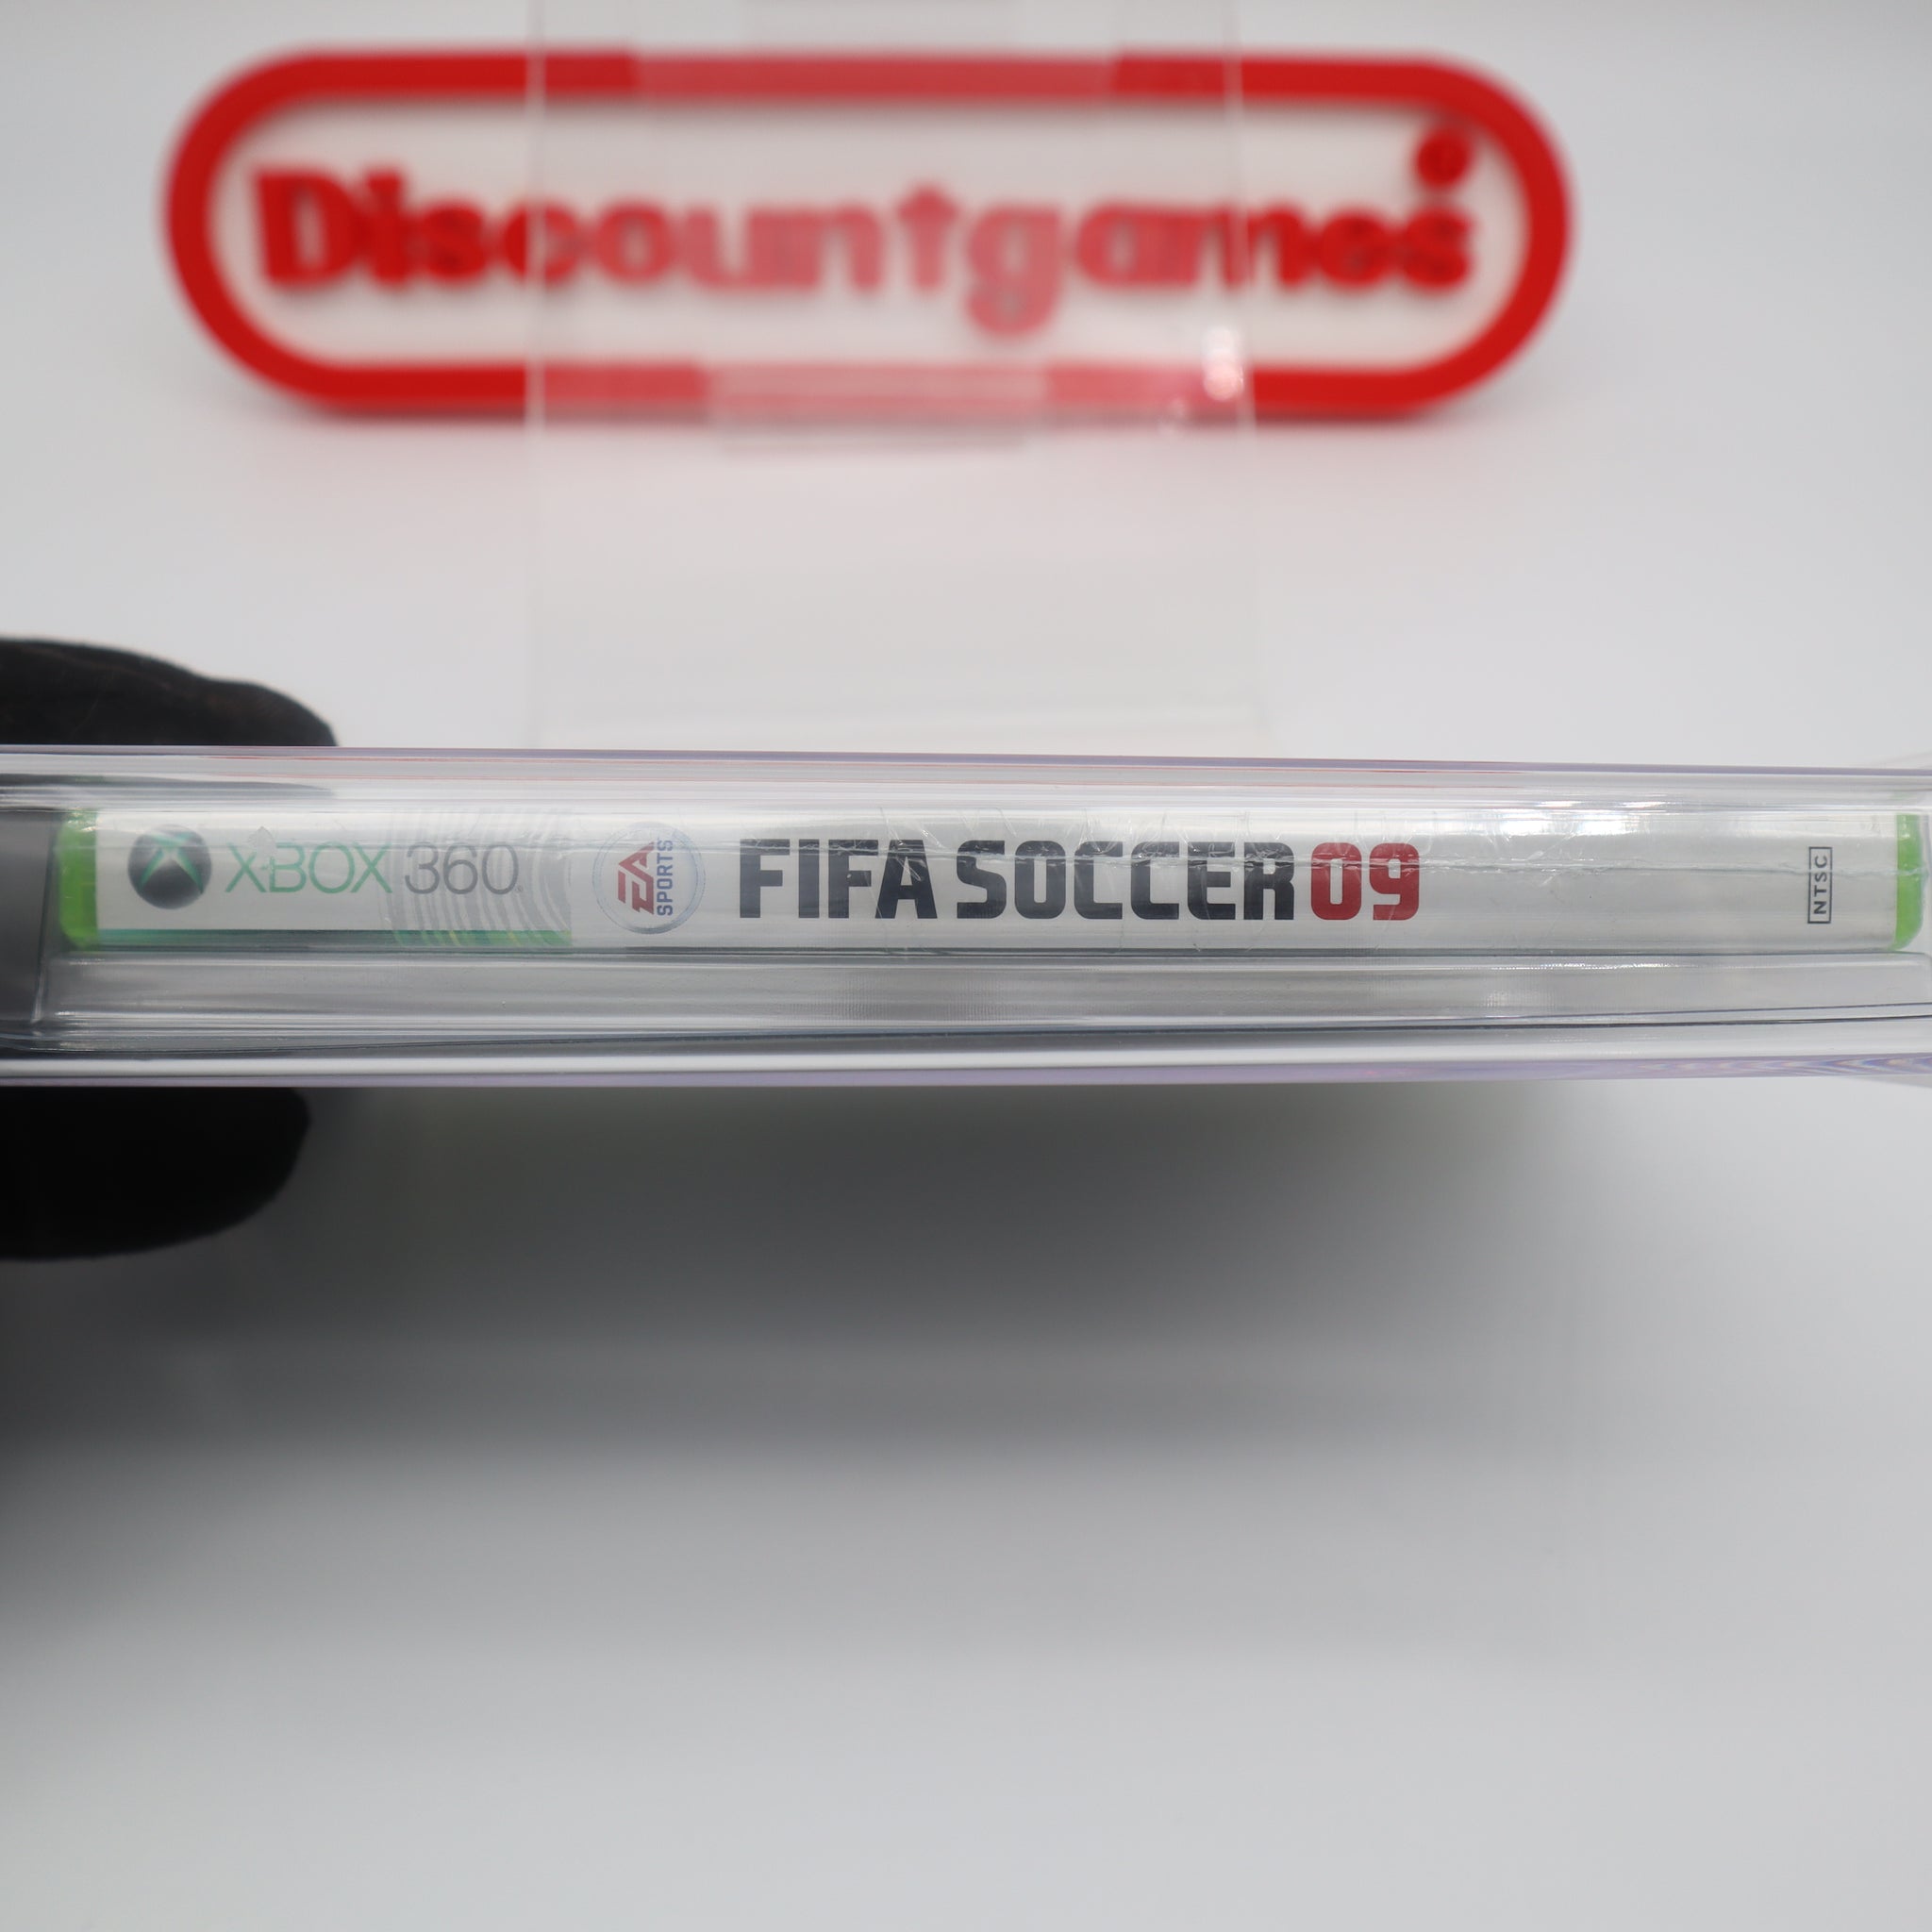 Discountgames
XBOX 360
EA
SPORTS
FIFA SOCCER 09
NTSC